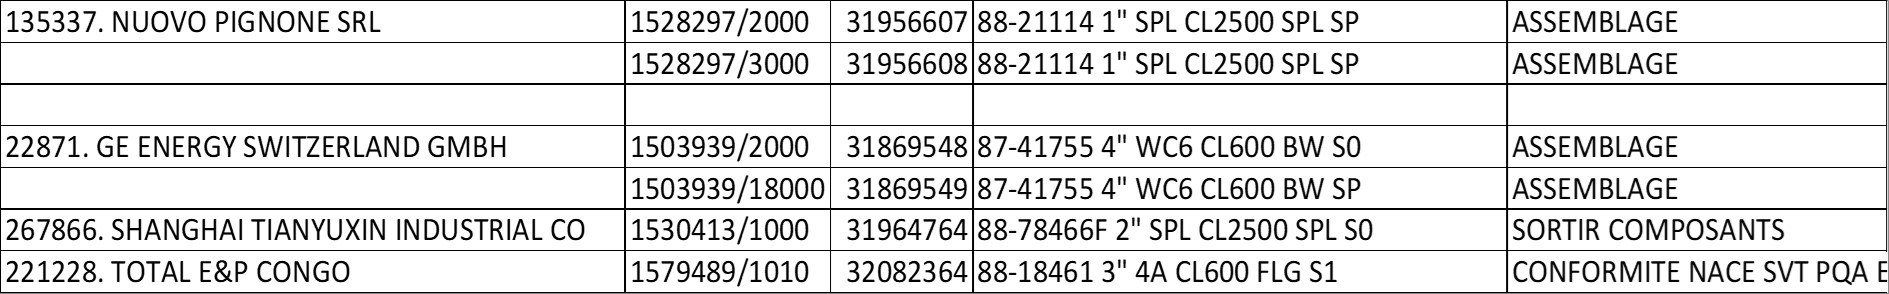 135337. NUOVO PIGNONE SRL 1528297/2000 31956607 88-21114 1" SPL CL2500 SPL SP ASSEMBLAGE
1528297/3000 31956608 88-21114 1" SPL CL2500 SPL SP ASSEMBLAGE
22871. GE ENERGY SWITZERLAND GMBH 1503939/2000 31869548 87-41755 4" WC6 CL600 BW S0 ASSEMBLAGE
1503939/18000 31869549 87-41755 4" WC6 CL600 BW SP ASSEMBLAGE
267866. SHANGHAI TIANYUXIN INDUSTRIAL CO 1530413/1000 31964764 88-78466F 2" SPL CL2500 SPL S0 SORTIR COMPOSANTS
221228. TOTAL E&P CONGO 1579489/1010 32082364 88-18461 3" 4A CL600 FLG S1 CONFORMITE NACE SVT PQA E